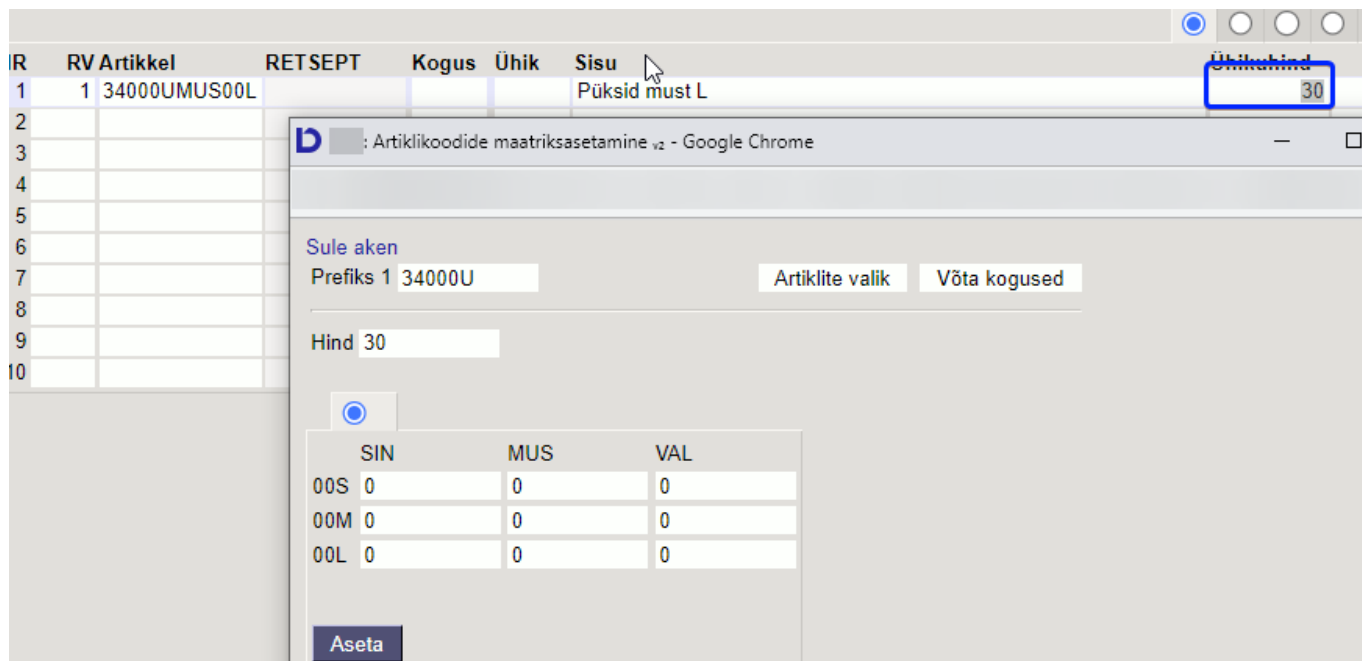 IR RV Artikkel RETSEPT Kogus Ühik Sisu Ühikuhind
1 1 34000UMUS00L Püksid must L 30
2
3
4
5
6
7
8
9
10
: Artiklikoodide maatriksasetamine v2 - Google Chrome
Sule aken
Prefiks 1 34000U Artiklite valik Võta kogused
Hind 30
SIN MUS VAL
00S 0 0 0
00M 0 0 0
00L 0 0 0
Aseta